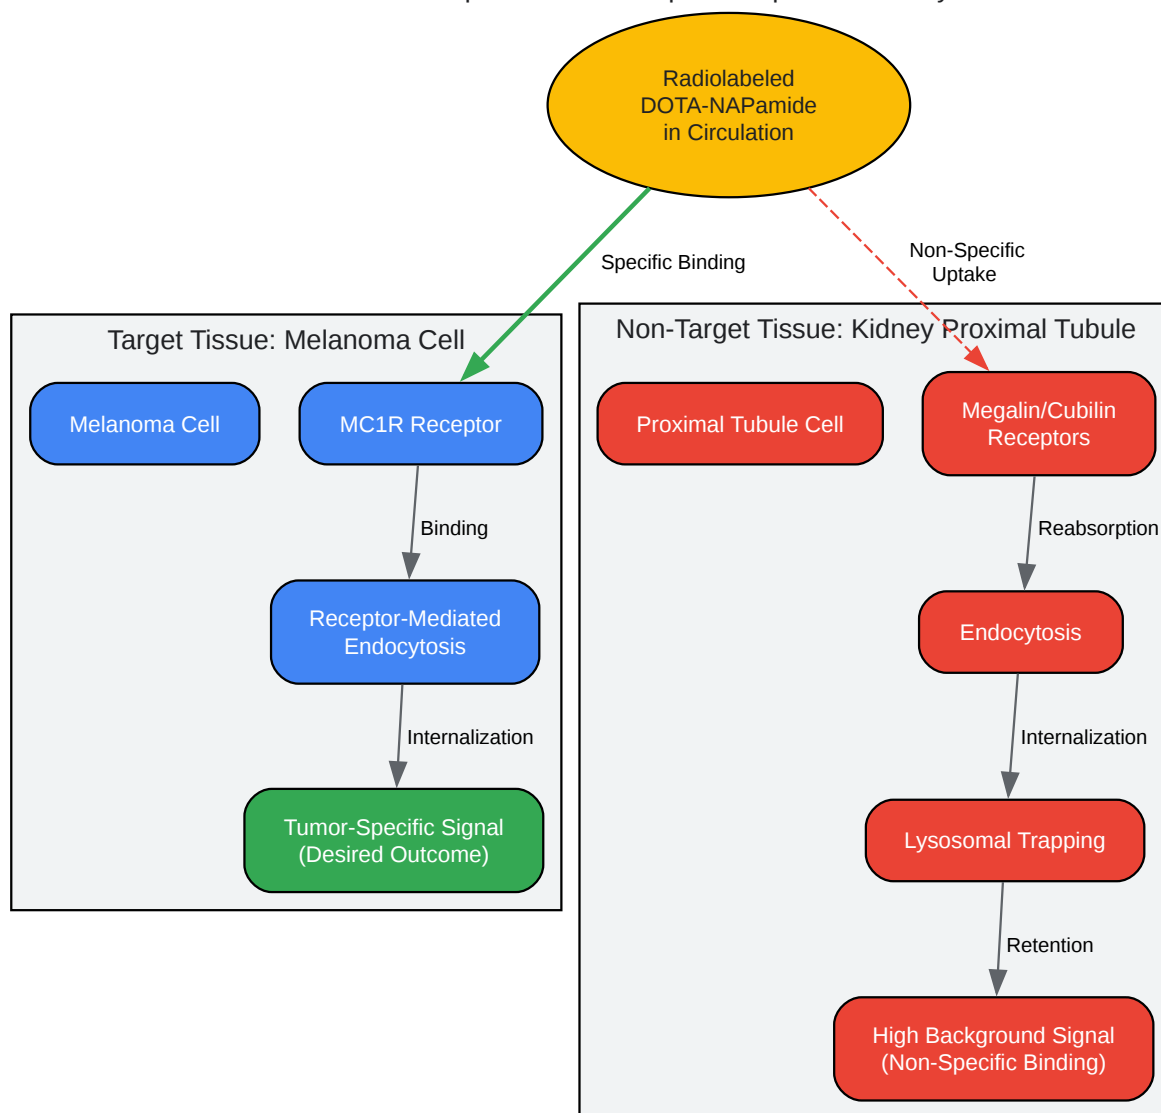 Radiolabeled
DOTA-NAPamide
in Circulation
Specific Binding
Non-Specific
Uptake
Target Tissue: Melanoma Cell
Non-Target Tissue: Kidney Proximal Tubule
Melanoma Cell
MC1R Receptor
Proximal Tubule Cell
Megalin/Cubilin
Receptors
Binding
Reabsorption
Receptor-Mediated
Endocytosis
Endocytosis
Internalization
Internalization
Tumor-Specific Signal
(Desired Outcome)
Lysosomal Trapping
Retention
High Background Signal
(Non-Specific Binding)